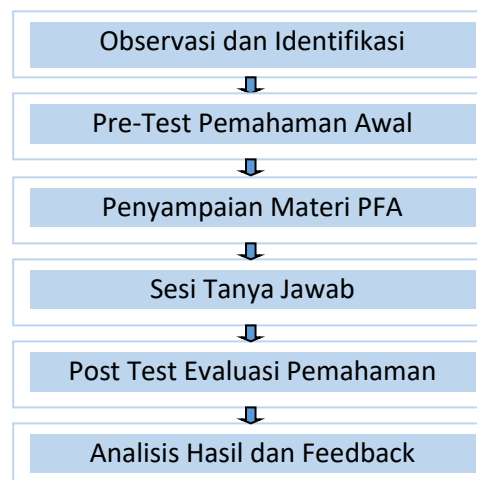 Observasi dan Identifikasi
Pre-Test Pemahaman Awal
Penyampaian Materi PFA
Sesi Tanya Jawab
Post Test Evaluasi Pemahaman
Analisis Hasil dan Feedback